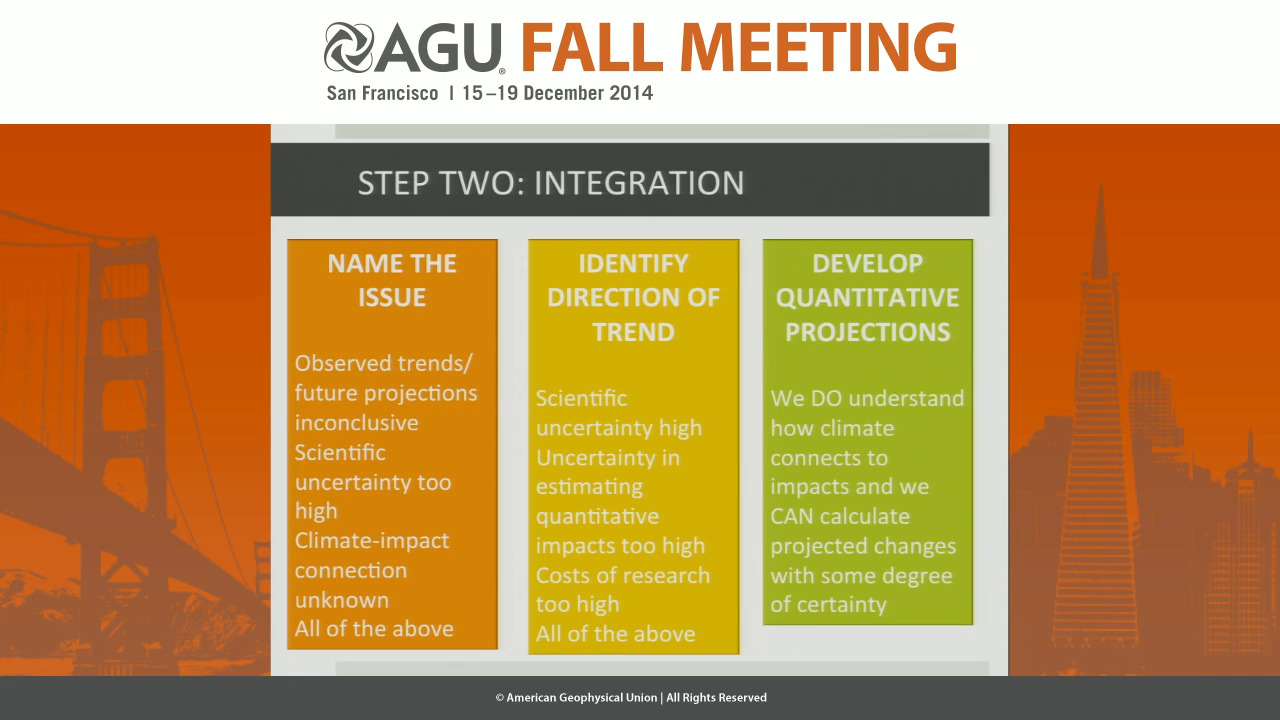 AGU® FALL MEETING
San Francisco | 15–19 December 2014
STEP TWO: INTEGRATION
NAME THE
ISSUE
Observed trends/
future projections
inconclusive
Scientific
uncertainty too
high
Climate-impact
connection
unknown
All of the above
IDENTIFY
DIRECTION OF
TREND
Scientific
uncertainty high
Uncertainty in
estimating
quantitative
impacts too high
Costs of research
too high
All of the above
DEVELOP
QUANTITATIVE
PROJECTIONS
We DO understand
how climate
connects to
impacts and we
CAN calculate
projected changes
with some degree
of certainty
© American Geophysical Union | All Rights Reserved